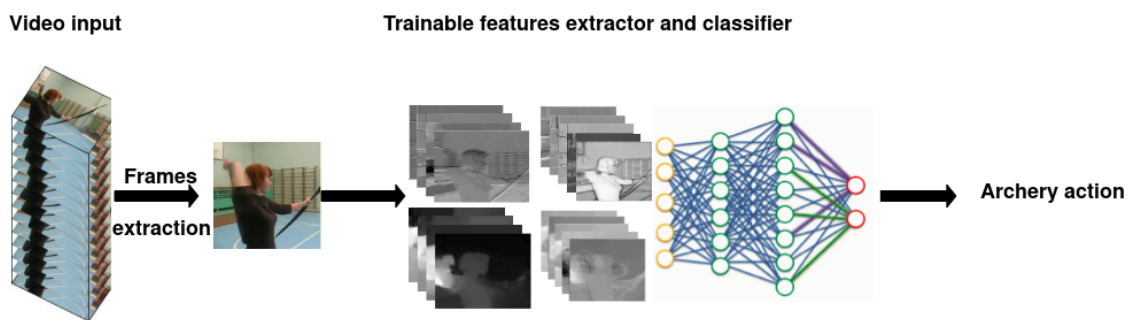 Video input
Trainable features extractor and classifier
Frames
extraction
Archery action